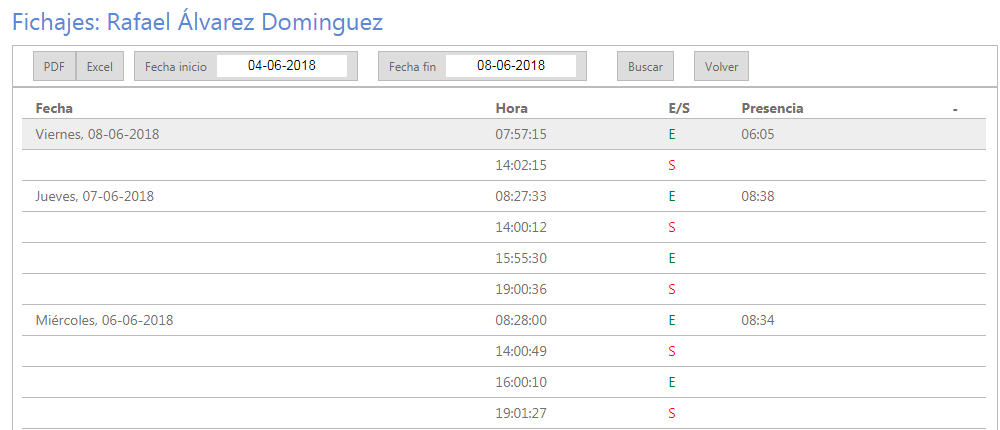 Fichajes: Rafael Álvarez Dominguez
PDF Excel Fecha inicio 04-06-2018 Fecha fin 08-06-2018 Buscar Volver
Fecha Hora E/S Presencia -
Viernes, 08-06-2018 07:57:15 E 06:05
14:02:15 S
Jueves, 07-06-2018 08:27:33 E 08:38
14:00:12 S
15:55:30 E
19:00:36 S
Miércoles, 06-06-2018 08:28:00 E 08:34
14:00:49 S
16:00:10 E
19:01:27 S